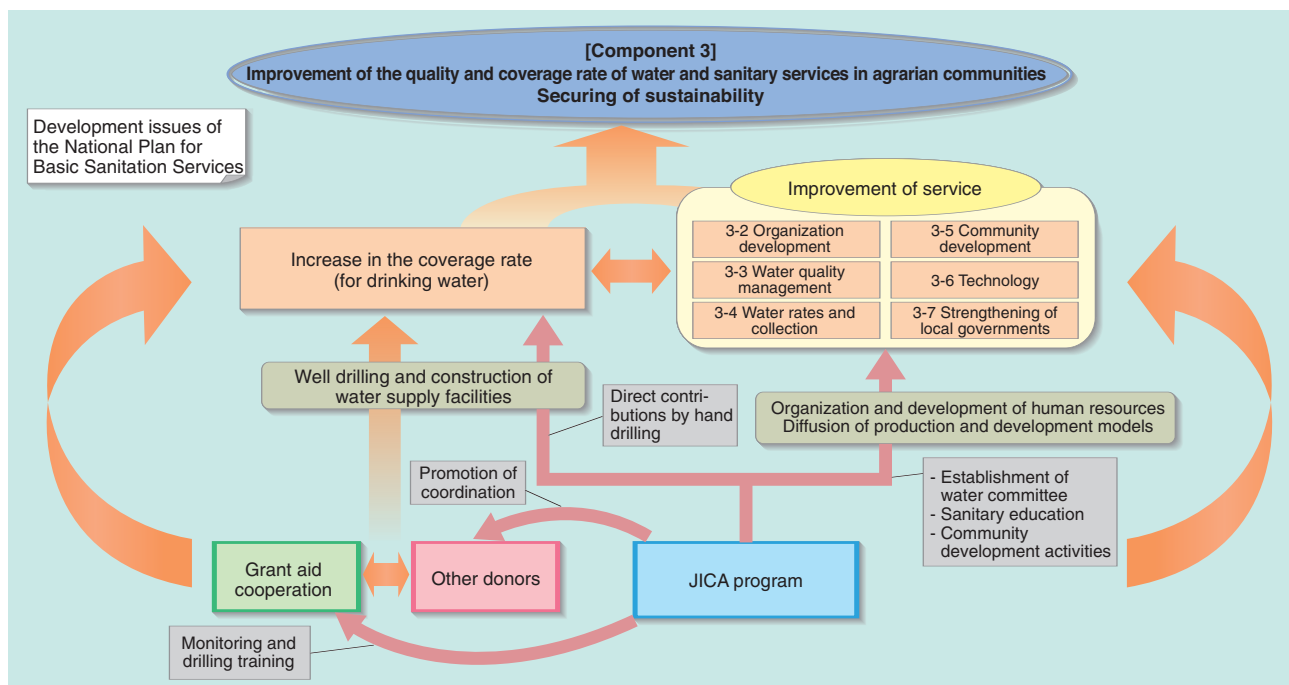 [Component 3]
Improvement of the quality and coverage rate of water and sanitary services in agrarian communities
Securing of sustainability
Development issues of
the National Plan for
Basic Sanitation Services
Improvement of service
3-2 Organization
development
3-5 Community
development
3-3 Water quality
management
3-6 Technology
3-4 Water rates and
collection
3-7 Strengthening of
local governments
Increase in the coverage rate
(for drinking water)
Well drilling and construction of
water supply facilities
Direct contri-
butions by hand
drilling
Organization and development of human resources
Diffusion of production and development models
Promotion of
coordination
- Establishment of
water committee
- Sanitary education
- Community
development activities
Grant aid
cooperation
Other donors
JICA program
Monitoring and
drilling training